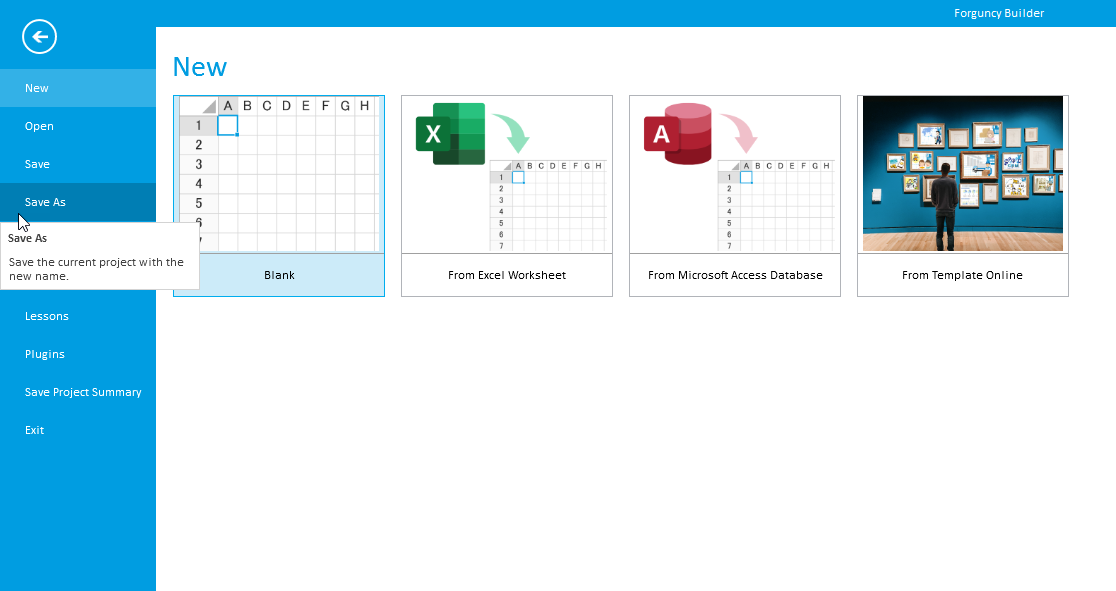 Forguncy Builder
New
Open
Save
Save As
Save As
Save the current project with the
new name.
Lessons
Plugins
Save Project Summary
Exit
New
A B C D E F G H
1
2
3
4
5
6
Blank
X
A B C D E F G H
1
2
3
4
5
6
7
From Excel Worksheet
A
A B C D E F G H
1
2
3
4
5
6
7
From Microsoft Access Database
From Template Online